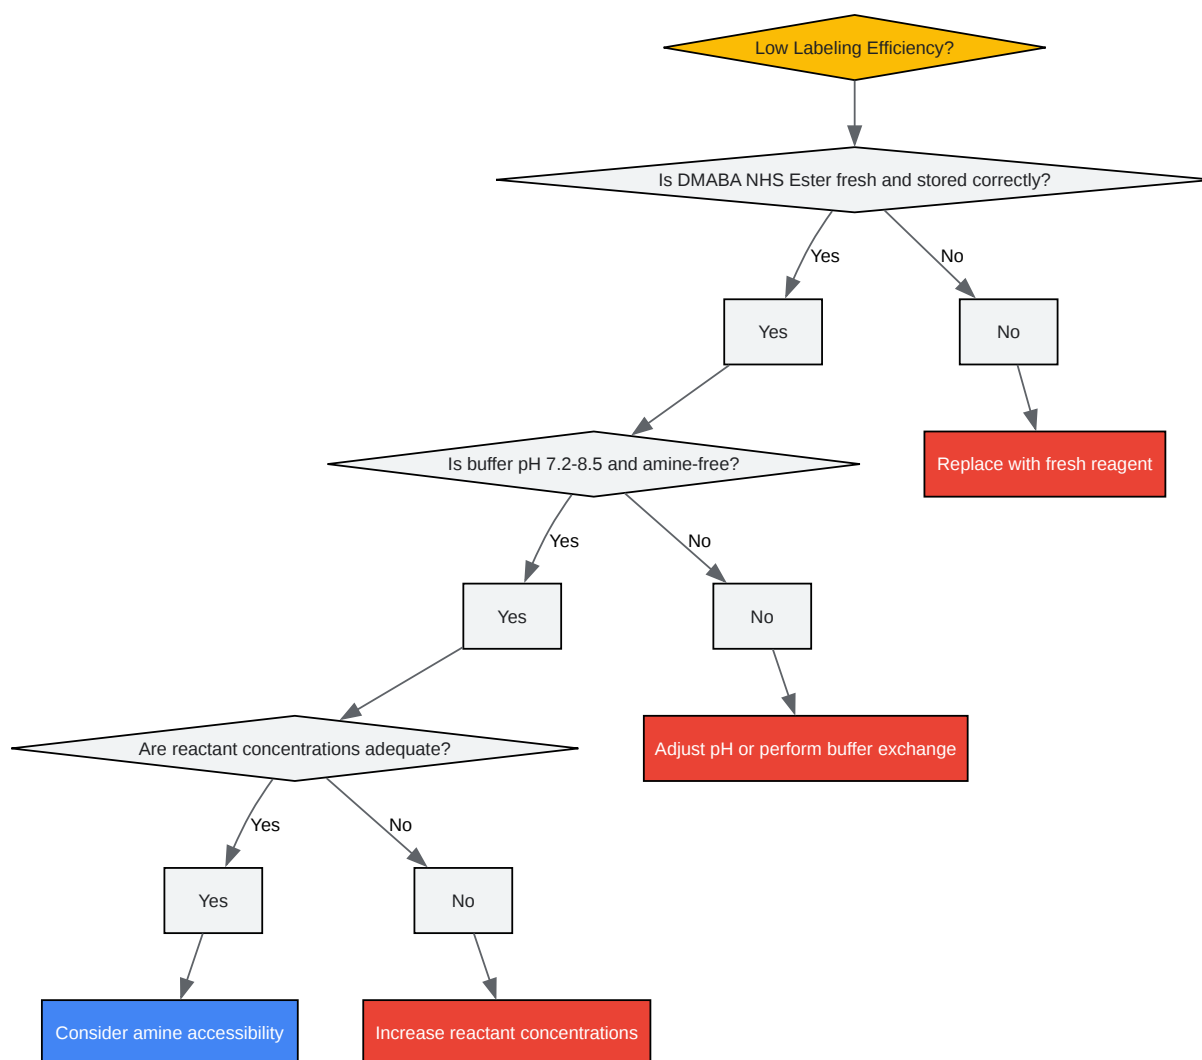 Low Labeling Efficiency?
Is DMABA NHS Ester fresh and stored correctly?
Yes
No
Yes
No
Replace with fresh reagent
Is buffer pH 7.2-8.5 and amine-free?
Yes
No
Yes
No
Adjust pH or perform buffer exchange
Are reactant concentrations adequate?
Yes
No
Yes
No
Consider amine accessibility
Increase reactant concentrations